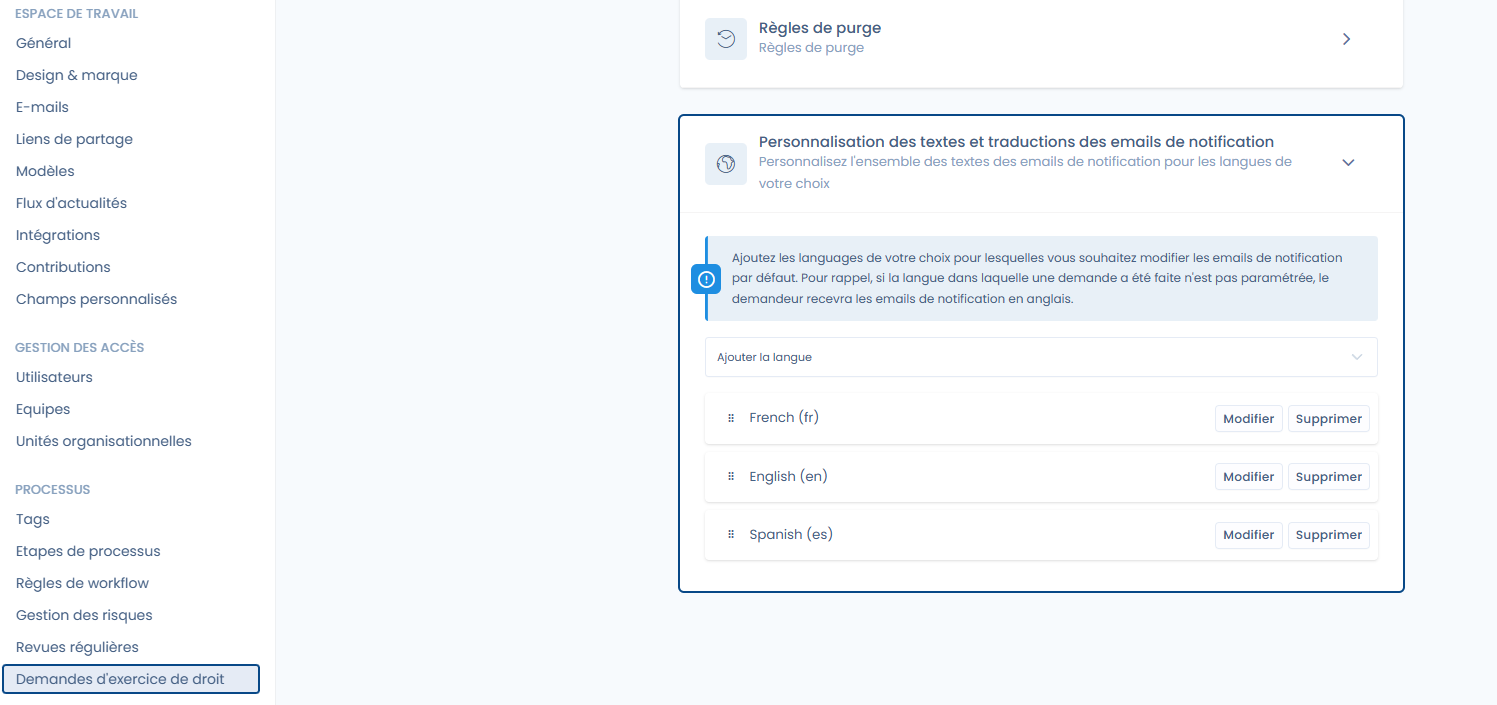 ESPACE DE TRAVAIL
Général
Design & marque
E-mails
Liens de partage
Modèles
Flux d'actualités
Intégrations
Contributions
Champs personnalisés
GESTION DES ACCÈS
Utilisateurs
Equipes
Unités organisationnelles
PROCESSUS
Tags
Etapes de processus
Règles de workflow
Gestion des risques
Revues régulières
Demandes d'exercice de droit
Règles de purge
Règles de purge
Personnalisation des textes et traductions des emails de notification
Personnalisez l'ensemble des textes des emails de notification pour les langues de
votre choix
Ajoutez les languages de votre choix pour lesquelles vous souhaitez modifier les emails de notification
par défaut. Pour rappel, si la langue dans laquelle une demande a été faite n'est pas paramétrée, le
demandeur recevra les emails de notification en anglais.
Ajouter la langue
French (fr) Modifier Supprimer
English (en) Modifier Supprimer
Spanish (es) Modifier Supprimer